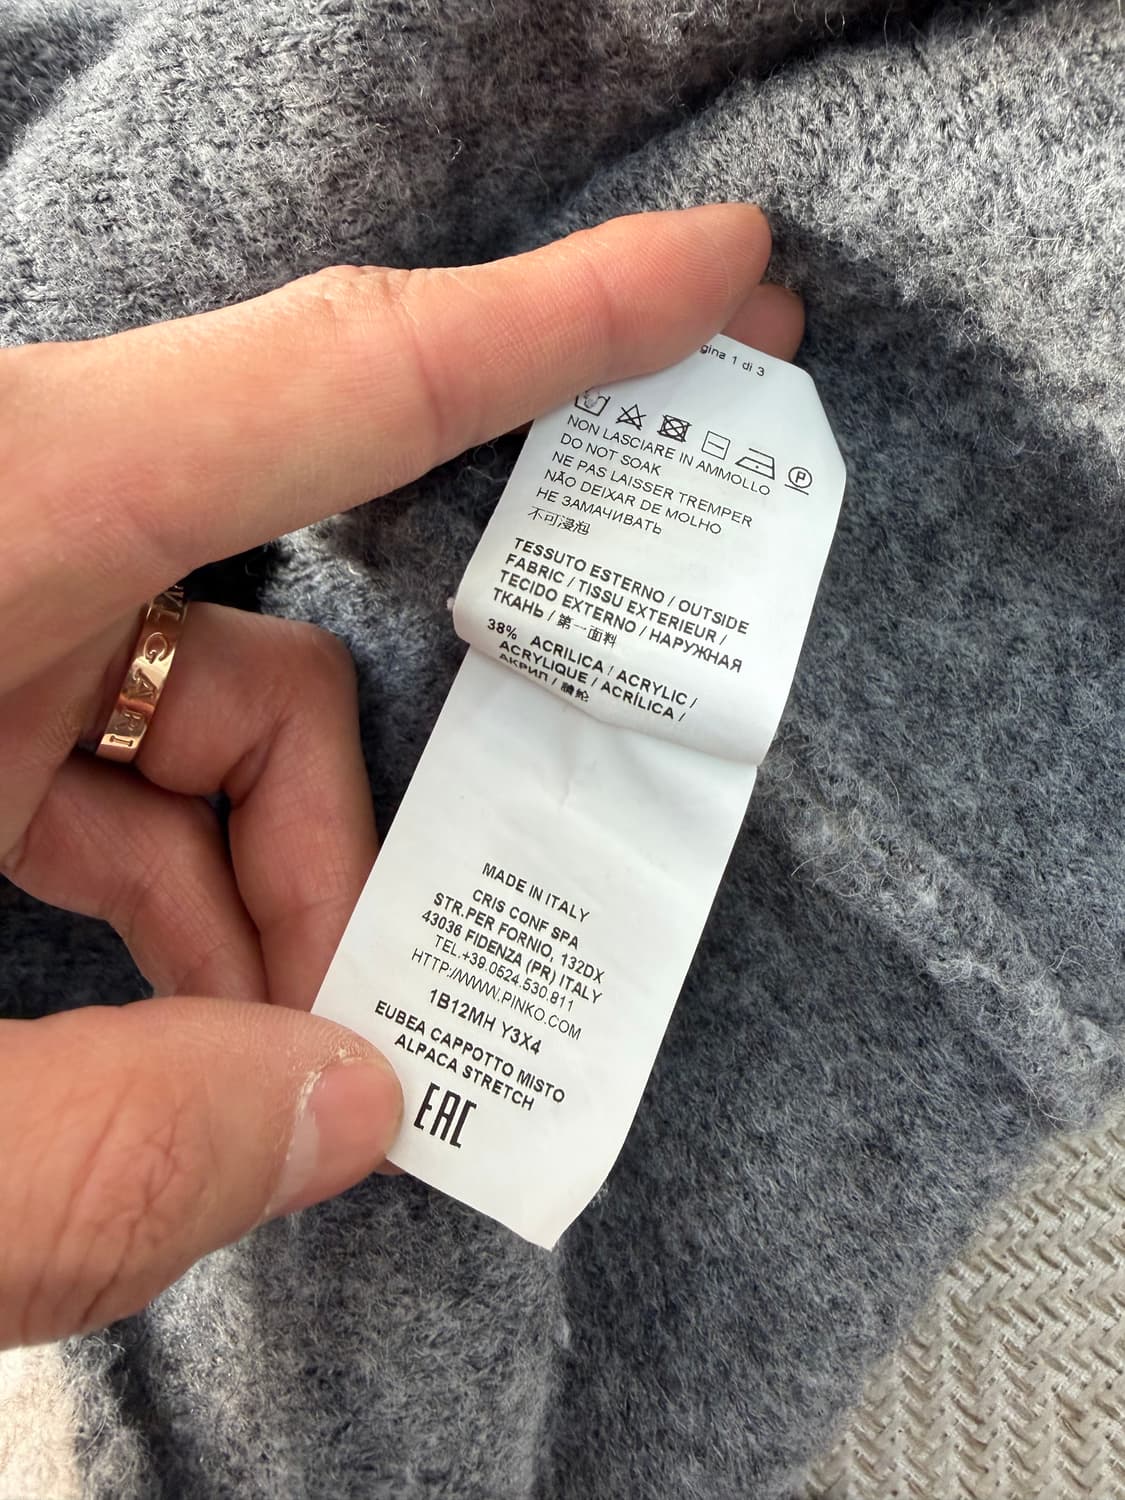 gina 1 di 3
P
NON LASCIARE IN AMMOLLO
DO NOT SOAK
NE PAS LAISSER TREMPER
NÃO DEIXAR DE MOLHO
НЕ ЗАМАЧИВАТЬ
不可浸泡
TESSUTO ESTERNO / OUTSIDE
FABRIC / TISSU EXTERIEUR /
TECIDO EXTERNO / НАРУЖНАЯ
ТКАНЬ / 第一面料
38% ACRILICA / ACRYLIC /
ACRYLIQUE / ACRÍLICA /
АКРИЛ /
MADE IN ITALY
CRIS CONF SPA
STR.PER FORNIO, 132DX
43036 FIDENZA (PR) ITALY
TEL.+39.0524.530.811
HTTP://WWW.PINKO.COM
1B12MH Y3X4
EUBEA CAPPOTTO MISTO
ALPACA STRETCH
EAC
VLGARI